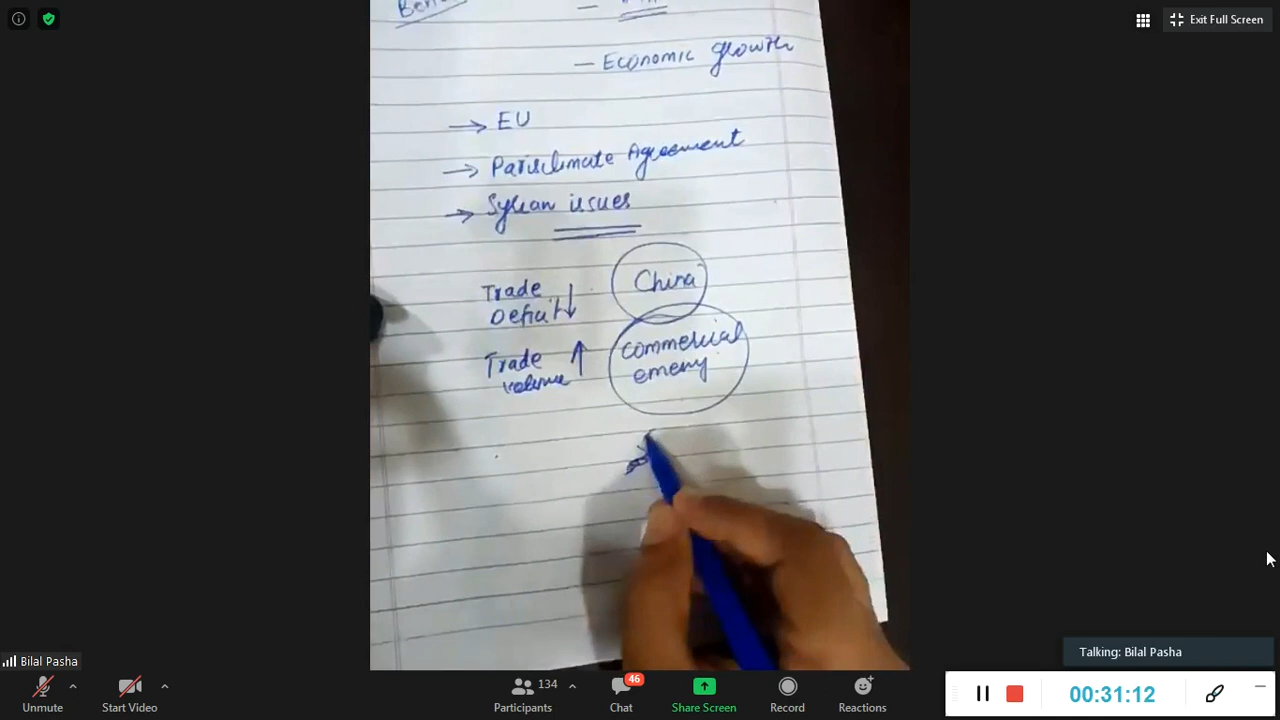 Exit Full Screen
— Economic growth
→ EU
→ Parisclimate Agreement
→ Syrian issues
Trade
Deficit ↓
China
Trade
volume ↑
commercial
emeny
Bilal Pasha
Talking: Bilal Pasha
Unmute
Start Video
134
Participants
46
Chat
Share Screen
Record
Reactions
00:31:12